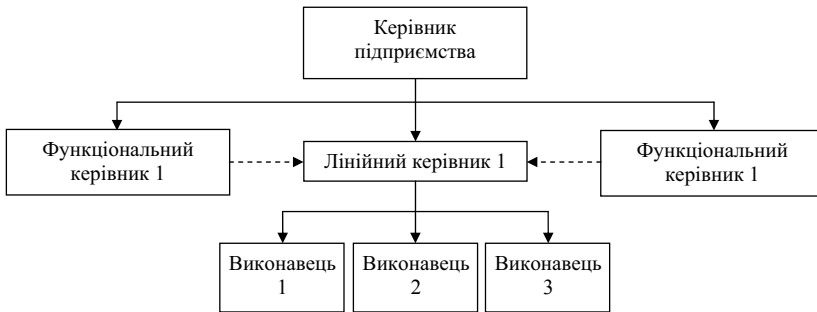 Керівник
підприємства
Функціональний
керівник 1
Лінійний керівник 1
Функціональний
керівник 1
Виконавець
1
Виконавець
2
Виконавець
3